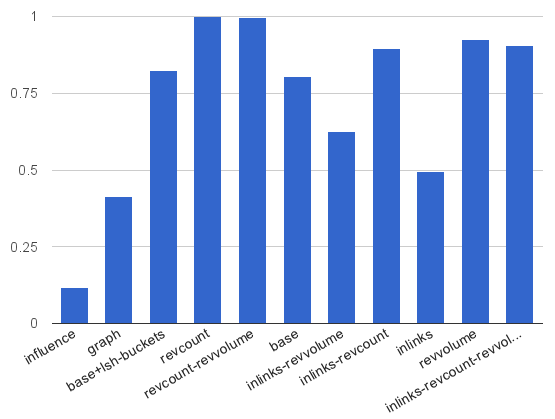 1
0.75
0.5
0.25
0
influence
graph
base+lsh-buckets
revcount
revcount-revvolume
base
inlinks-revvolume
inlinks-revcount
inlinks
revvolume
inlinks-revcount-revvol...